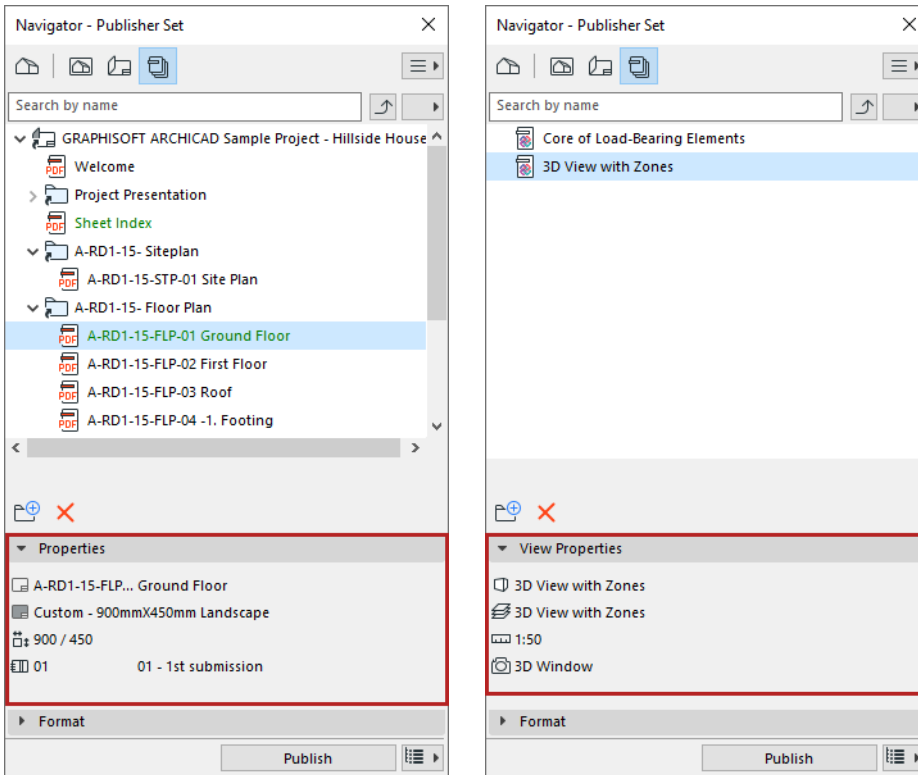 Navigator - Publisher Set
Search by name
GRAPHISOFT ARCHICAD Sample Project - Hillside House
PDF Welcome
Project Presentation
PDF Sheet Index
A-RD1-15- Siteplan
PDF A-RD1-15-STP-01 Site Plan
A-RD1-15- Floor Plan
PDF A-RD1-15-FLP-01 Ground Floor
PDF A-RD1-15-FLP-02 First Floor
PDF A-RD1-15-FLP-03 Roof
PDF A-RD1-15-FLP-04 -1. Footing
Properties
A-RD1-15-FLP... Ground Floor
Custom - 900mmX450mm Landscape
900 / 450
01 01 - 1st submission
Format
Publish
Navigator - Publisher Set
Search by name
Core of Load-Bearing Elements
3D View with Zones
View Properties
3D View with Zones
3D View with Zones
1:50
3D Window
Format
Publish